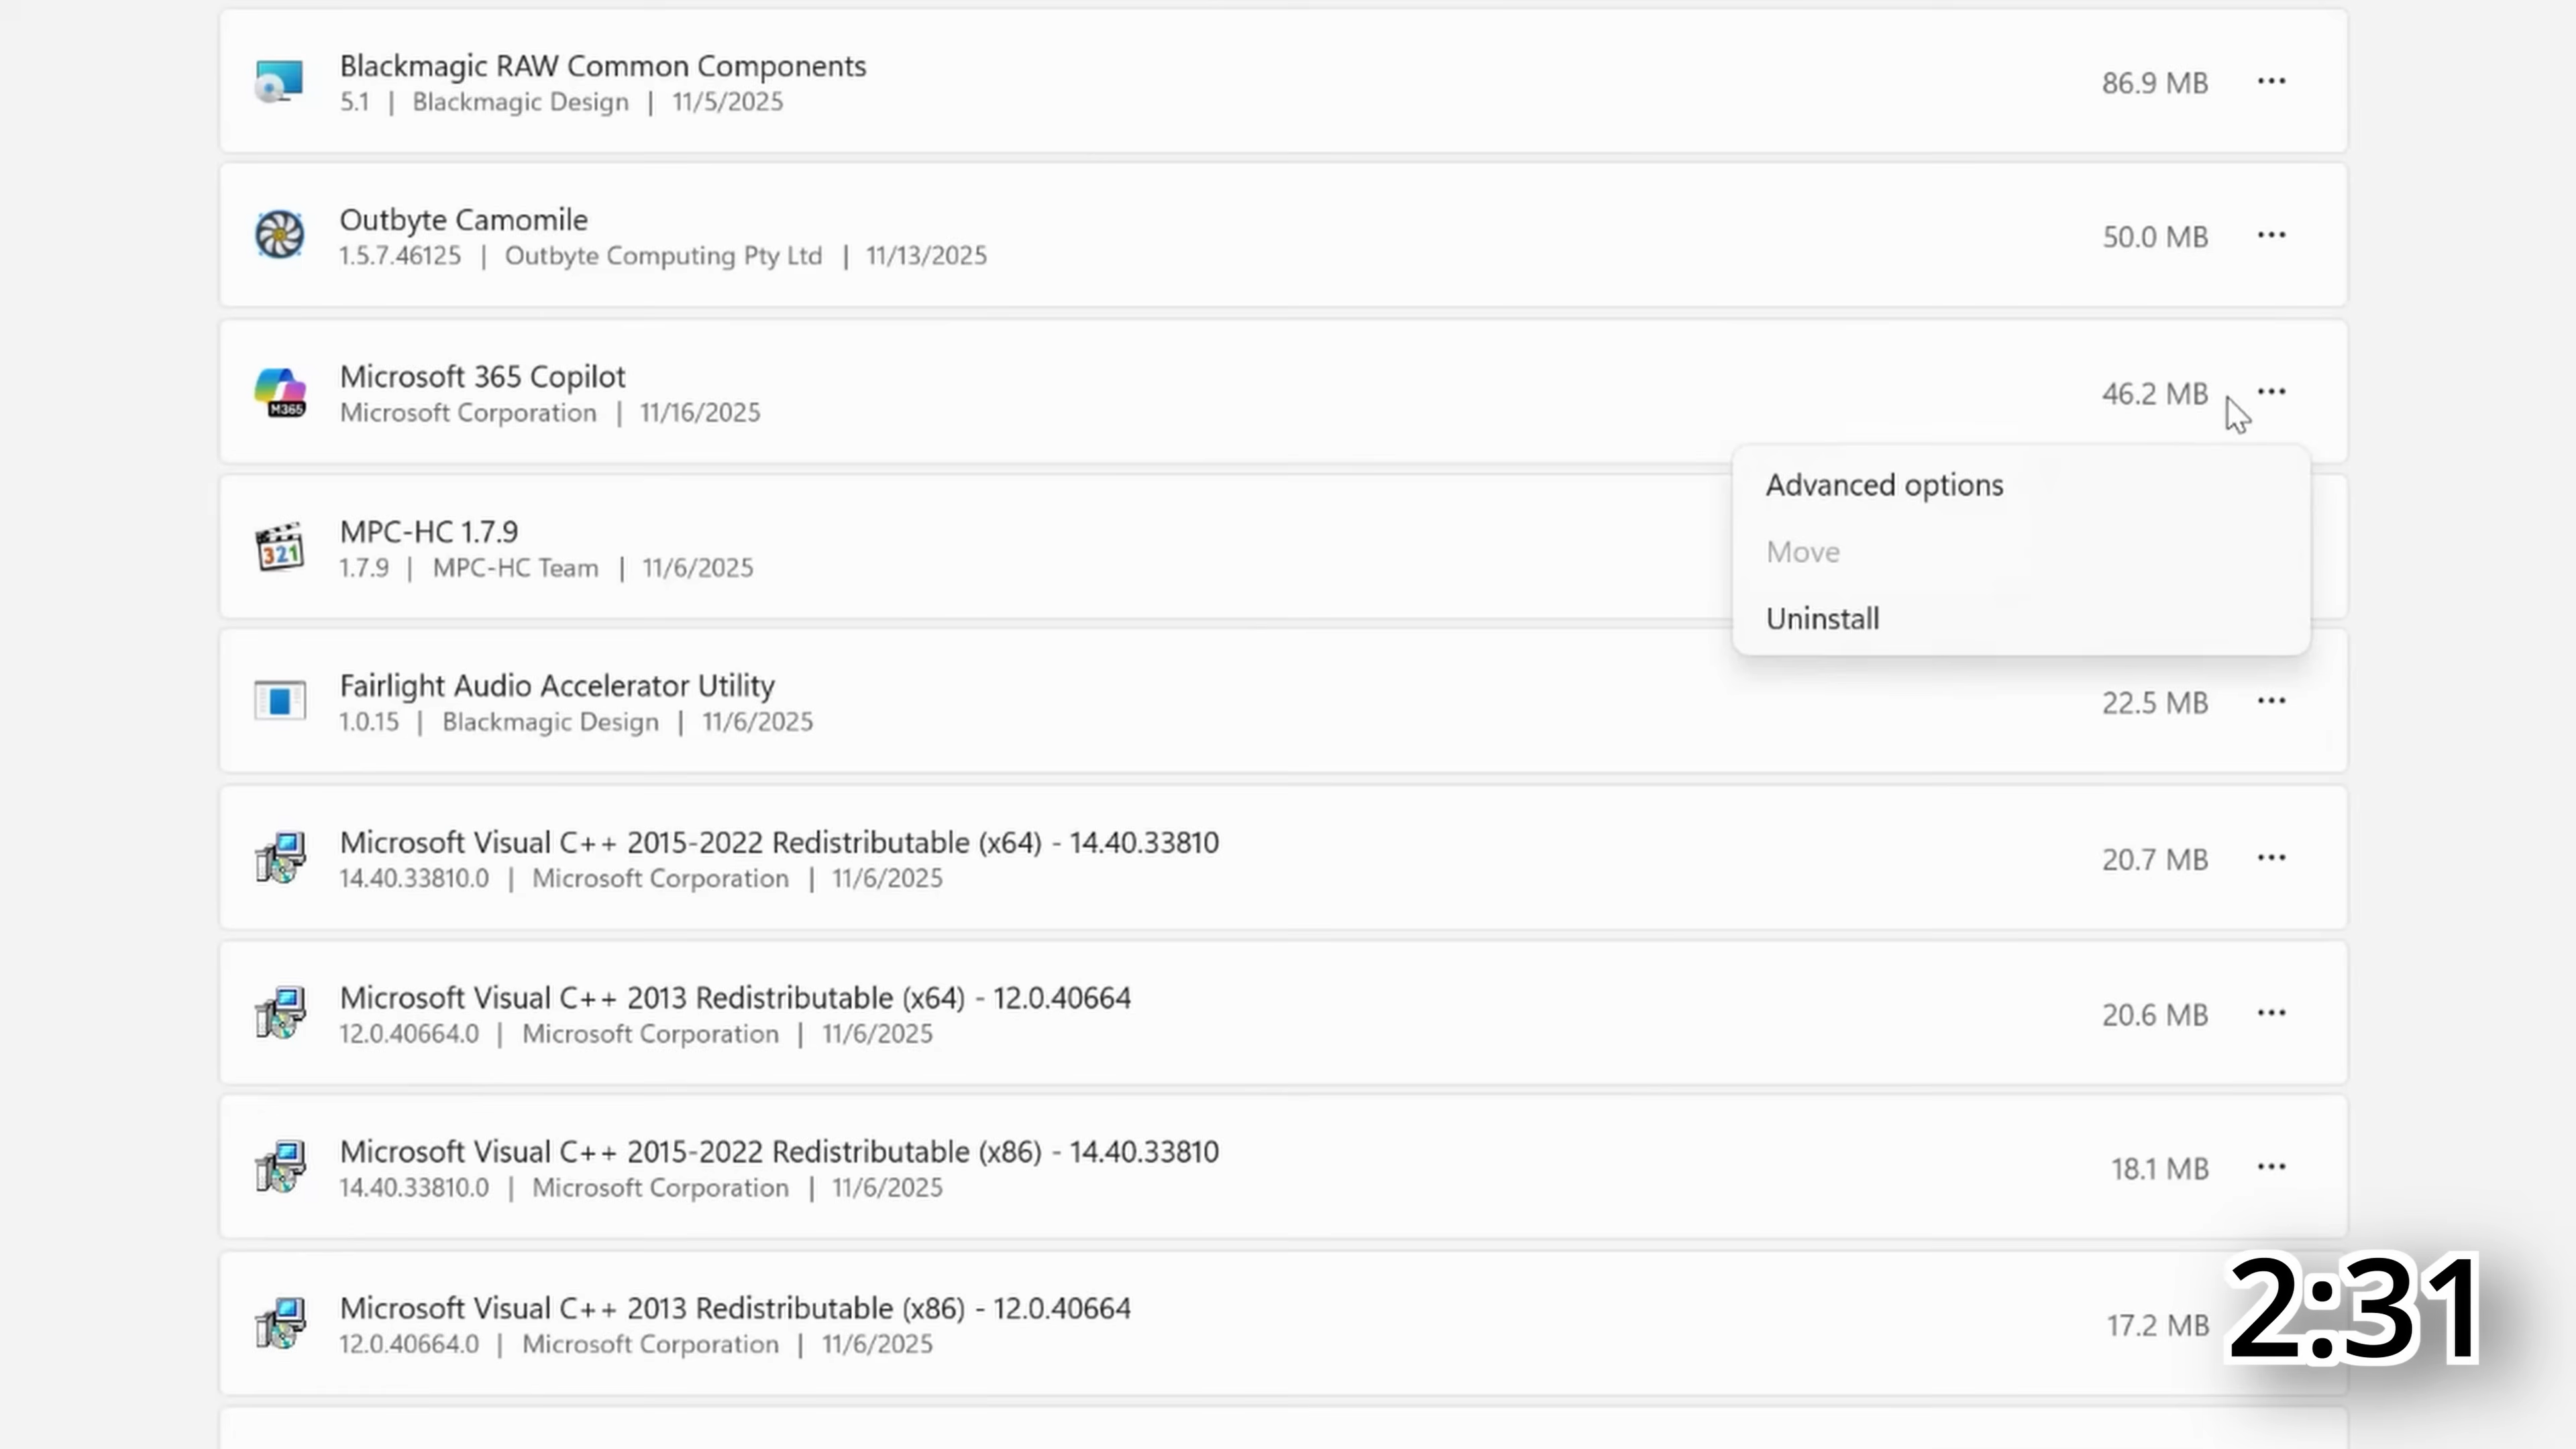 Blackmagic RAW Common Components
5.1 | Blackmagic Design | 11/5/2025
86.9 MB
Outbyte Camomile
1.5.7.46125 | Outbyte Computing Pty Ltd | 11/13/2025
50.0 MB
Microsoft 365 Copilot
Microsoft Corporation | 11/16/2025
M365
46.2 MB
Advanced options
Move
Uninstall
MPC-HC 1.7.9
1.7.9 | MPC-HC Team | 11/6/2025
321
Fairlight Audio Accelerator Utility
1.0.15 | Blackmagic Design | 11/6/2025
22.5 MB
Microsoft Visual C++ 2015-2022 Redistributable (x64) - 14.40.33810
14.40.33810.0 | Microsoft Corporation | 11/6/2025
20.7 MB
Microsoft Visual C++ 2013 Redistributable (x64) - 12.0.40664
12.0.40664.0 | Microsoft Corporation | 11/6/2025
20.6 MB
Microsoft Visual C++ 2015-2022 Redistributable (x86) - 14.40.33810
14.40.33810.0 | Microsoft Corporation | 11/6/2025
18.1 MB
Microsoft Visual C++ 2013 Redistributable (x86) - 12.0.40664
12.0.40664.0 | Microsoft Corporation | 11/6/2025
17.2 MB
2:31